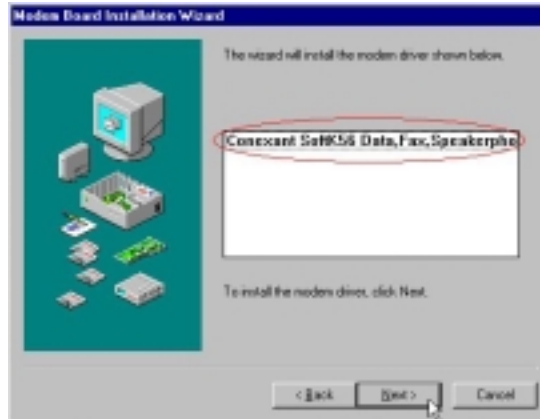 Modem Board Installation Wizard
The wizard will install the modem driver shown below.
Conexant SoftK56 Data,Fax,Speakerpho
To install the modem driver, click Next.
< Back
Next >
Cancel